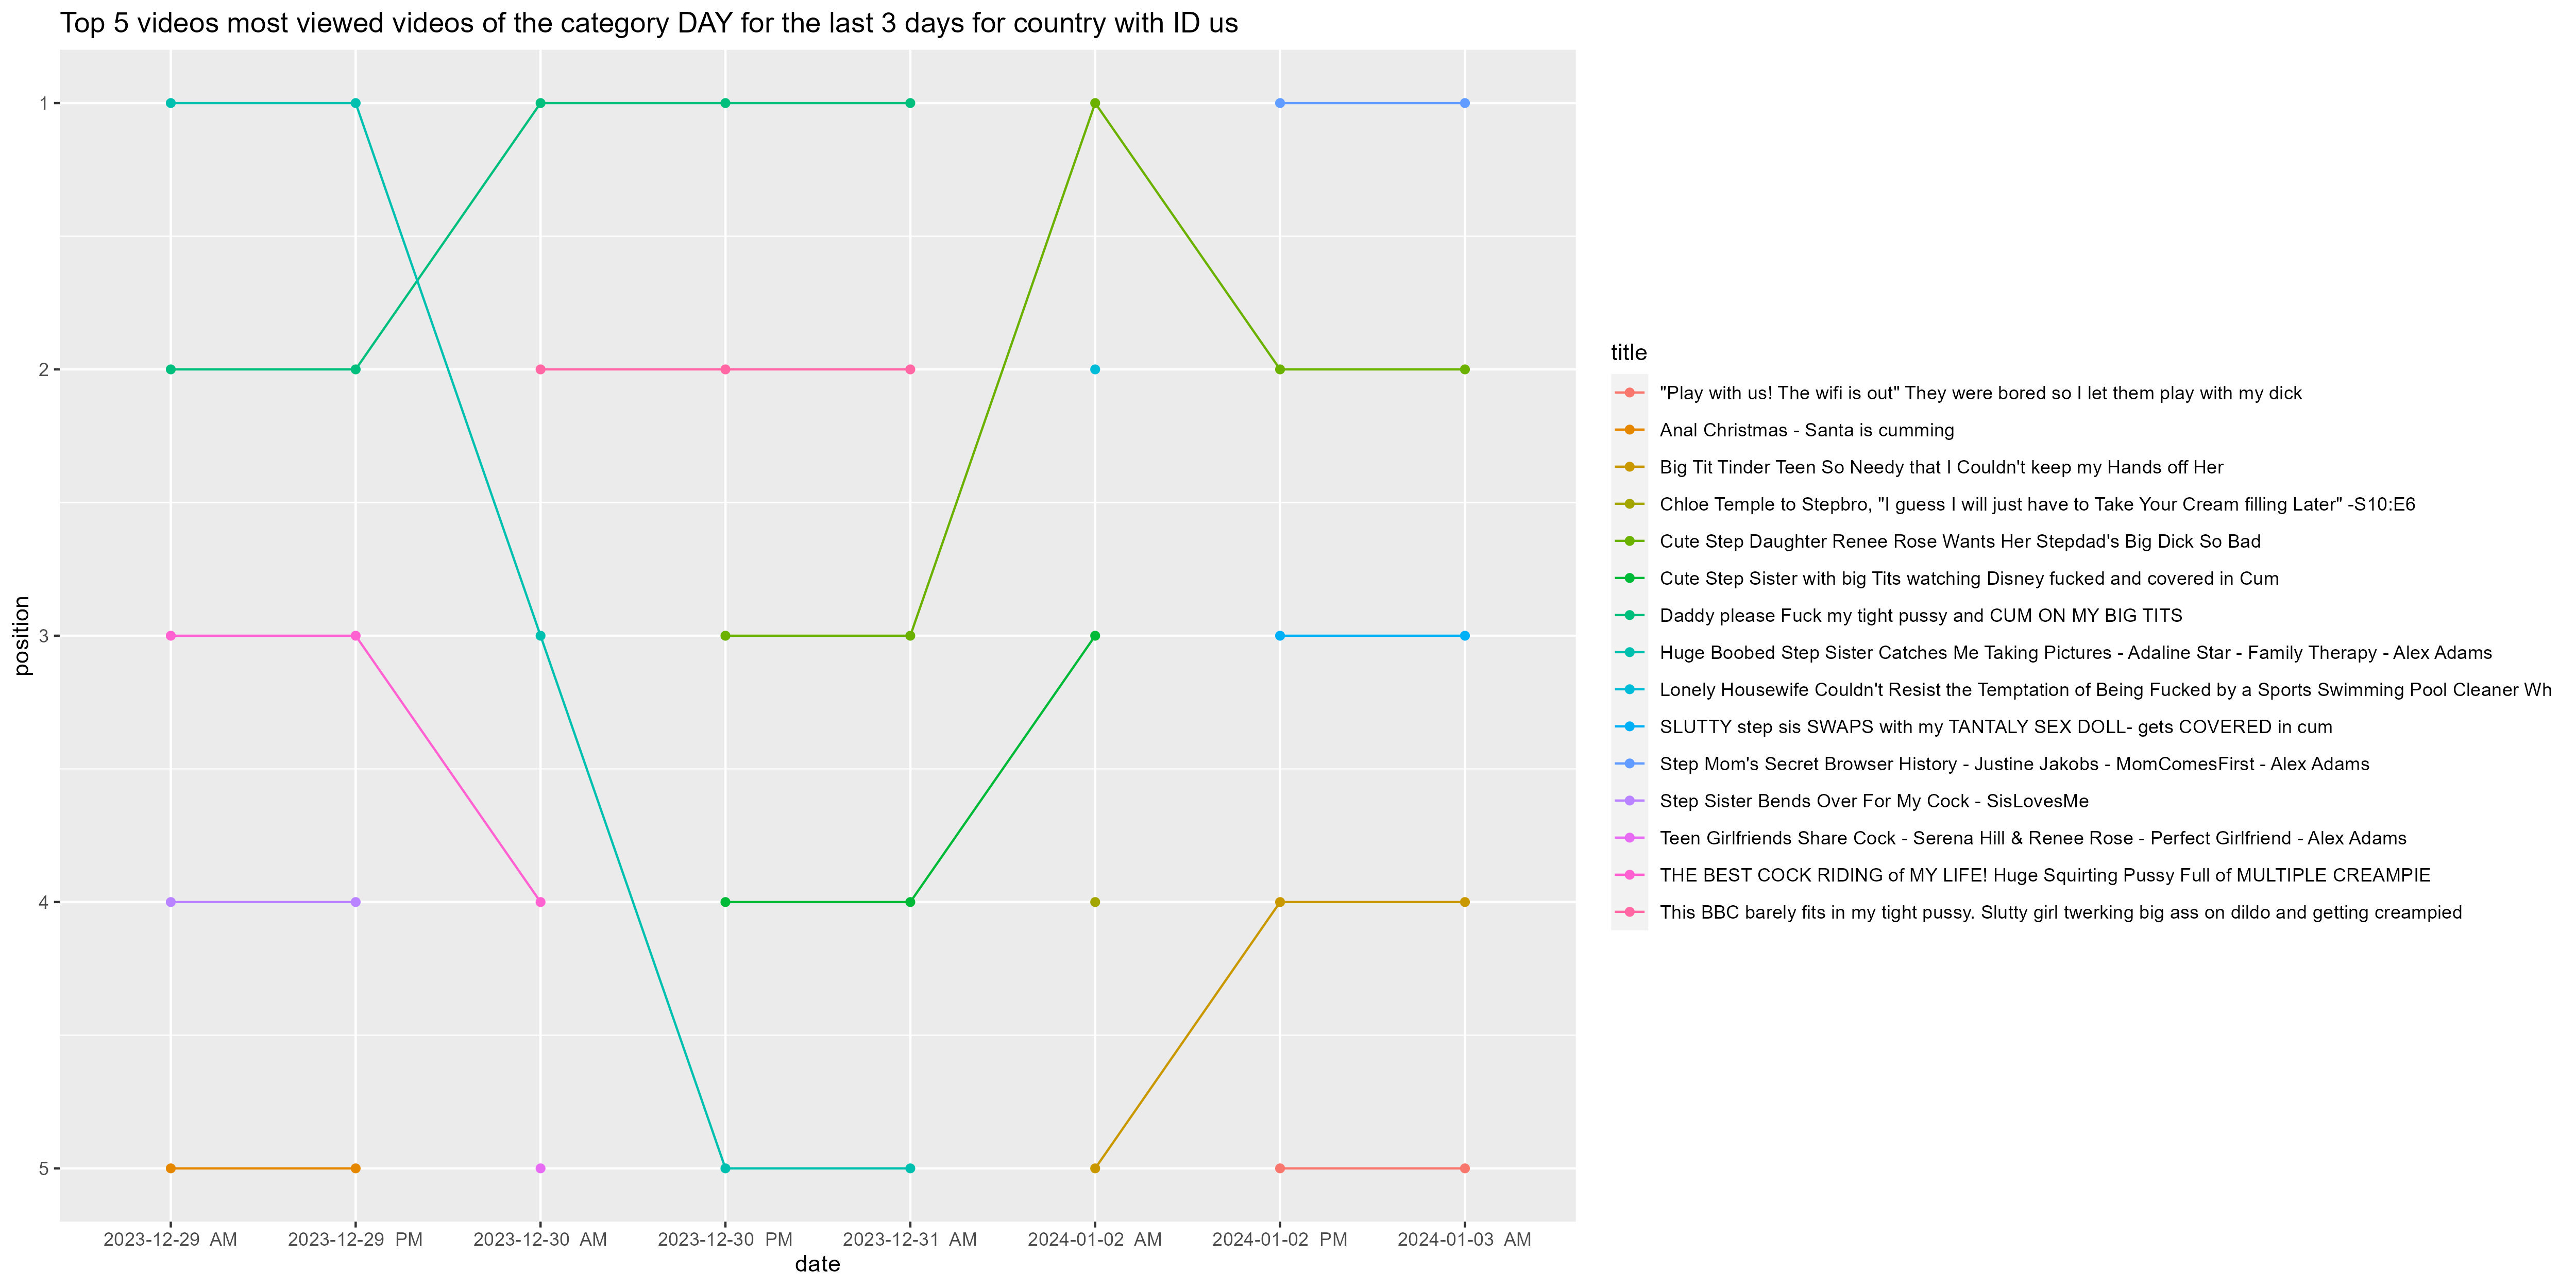 Top 5 videos most viewed videos of the category DAY for the last 3 days for country with ID us
position
1
2
3
4
5
2023-12-29 AM
2023-12-29 PM
2023-12-30 AM
2023-12-30 PM
2023-12-31 AM
2024-01-02 AM
2024-01-02 PM
2024-01-03 AM
date
title
"Play with us! The wifi is out" They were bored so I let them play with my dick
Anal Christmas - Santa is cumming
Big Tit Tinder Teen So Needy that I Couldn't keep my Hands off Her
Chloe Temple to Stepbro, "I guess I will just have to Take Your Cream filling Later" -S10:E6
Cute Step Daughter Renee Rose Wants Her Stepdad's Big Dick So Bad
Cute Step Sister with big Tits watching Disney fucked and covered in Cum
Daddy please Fuck my tight pussy and CUM ON MY BIG TITS
Huge Boobed Step Sister Catches Me Taking Pictures - Adaline Star - Family Therapy - Alex Adams
Lonely Housewife Couldn't Resist the Temptation of Being Fucked by a Sports Swimming Pool Cleaner Wh
SLUTTY step sis SWAPS with my TANTALY SEX DOLL- gets COVERED in cum
Step Mom's Secret Browser History - Justine Jakobs - MomComesFirst - Alex Adams
Step Sister Bends Over For My Cock - SisLovesMe
Teen Girlfriends Share Cock - Serena Hill & Renee Rose - Perfect Girlfriend - Alex Adams
THE BEST COCK RIDING of MY LIFE! Huge Squirting Pussy Full of MULTIPLE CREAMPIE
This BBC barely fits in my tight pussy. Slutty girl twerking big ass on dildo and getting creampied